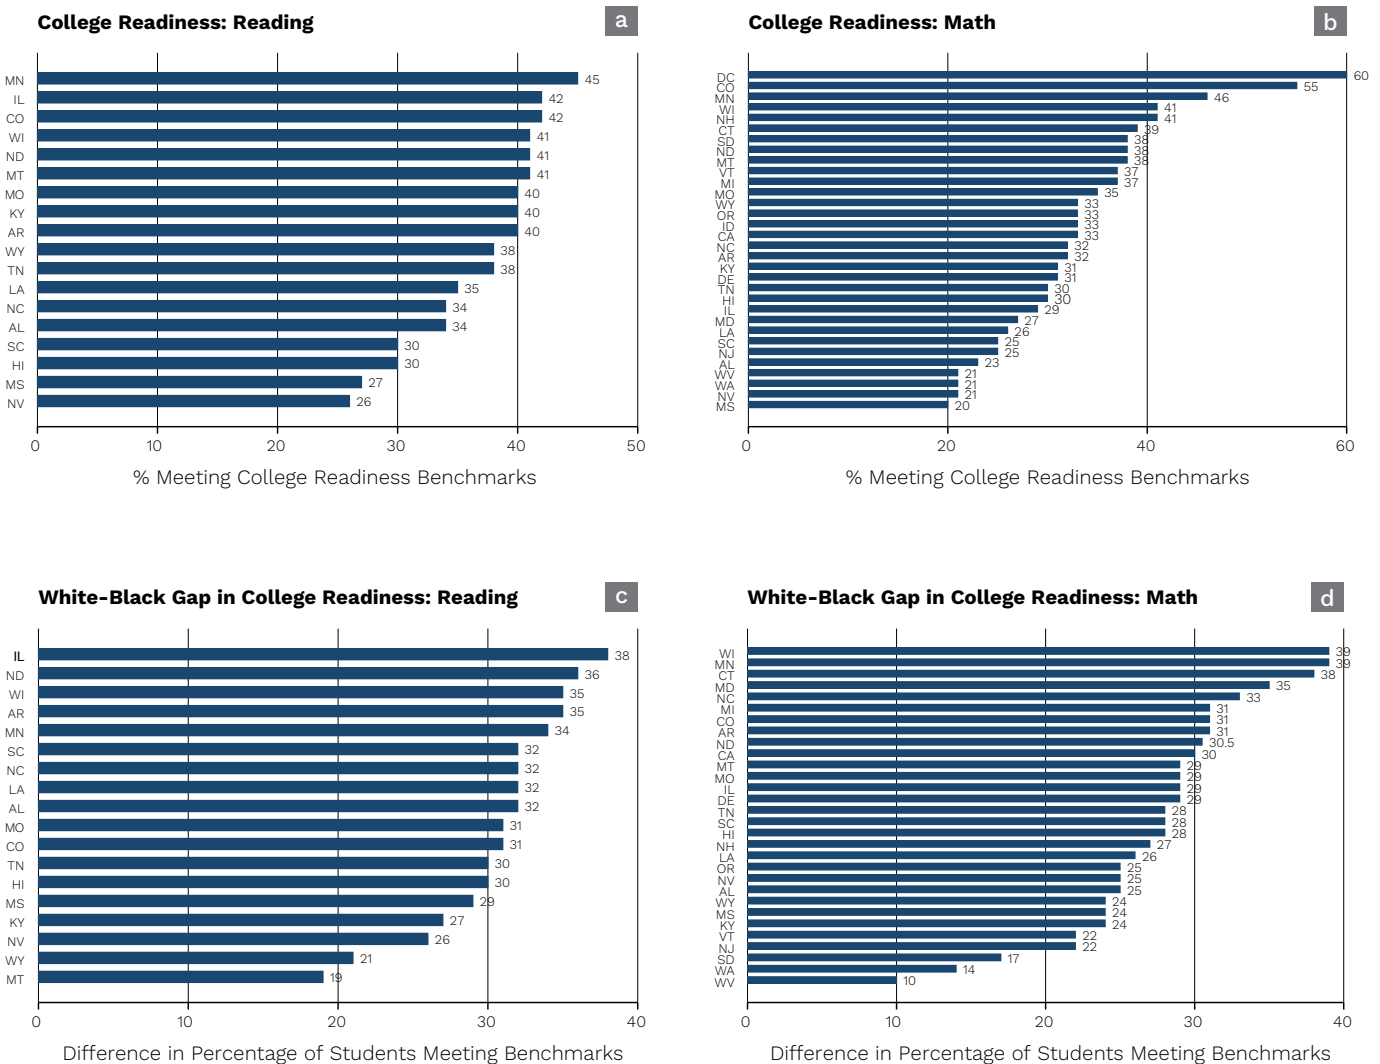 College Readiness: Reading
a
MN 45
IL 42
CO 42
WI 41
ND 41
MT 41
MO 40
KY 40
AR 40
WY 38
TN 38
LA 35
NC 34
AL 34
SC 30
HI 30
MS 27
NV 26
0 10 20 30 40 50
% Meeting College Readiness Benchmarks
College Readiness: Math
b
DC 60
CO 55
MN 46
WI 41
NH 41
CT 39
SD 38
ND 38
MT 38
VT 37
MI 37
MO 35
WY 33
OR 33
ID 33
CA 33
NC 32
AR 32
KY 31
DE 31
TN 30
HI 30
IL 29
MD 27
LA 26
SC 25
NJ 25
AL 23
WV 21
WA 21
NV 21
MS 20
0 20 40 60
% Meeting College Readiness Benchmarks
White-Black Gap in College Readiness: Reading
c
IL 38
ND 36
WI 35
AR 35
MN 34
SC 32
NC 32
LA 32
AL 32
MO 31
CO 31
TN 30
HI 30
MS 29
KY 27
NV 26
WY 21
MT 19
0 10 20 30 40
Difference in Percentage of Students Meeting Benchmarks
White-Black Gap in College Readiness: Math
d
WI 39
MN 39
CT 38
MD 35
NC 33
MI 31
CO 31
AR 31
ND 30.5
CA 30
MT 29
MO 29
IL 29
DE 29
TN 28
SC 28
HI 28
NH 27
LA 26
OR 25
NV 25
AL 25
WY 24
MS 24
KY 24
VT 22
NJ 22
SD 17
WA 14
WV 10
0 10 20 30 40
Difference in Percentage of Students Meeting Benchmarks